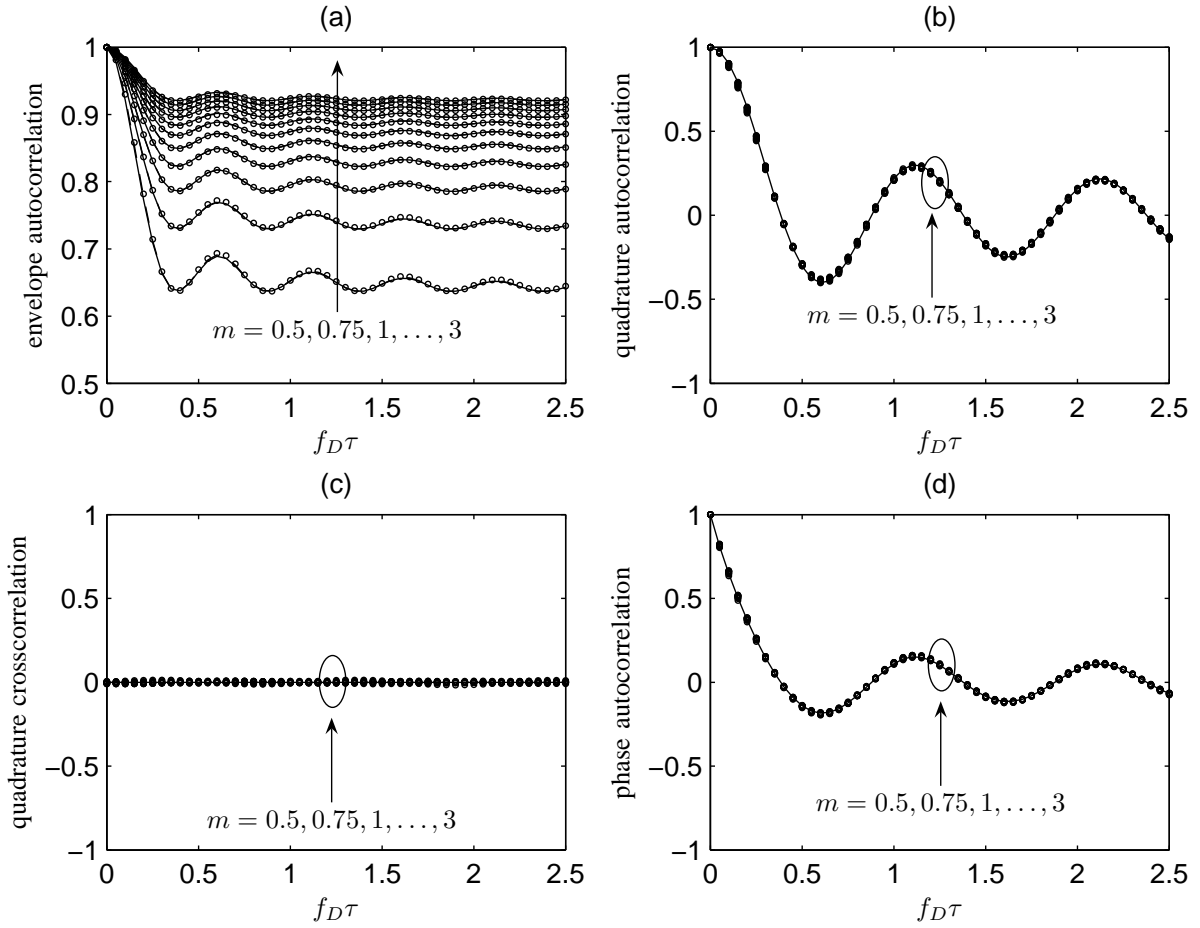 (a)
envelope autocorrelation
1
0.9
0.8
0.7
0.6
0.5
m = 0.5, 0.75, 1, . . . , 3
0 0.5 1 1.5 2 2.5
f_D τ
(b)
quadrature autocorrelation
1
0.5
0
−0.5
−1
m = 0.5, 0.75, 1, . . . , 3
0 0.5 1 1.5 2 2.5
f_D τ
(c)
quadrature crosscorrelation
1
0.5
0
−0.5
−1
m = 0.5, 0.75, 1, . . . , 3
0 0.5 1 1.5 2 2.5
f_D τ
(d)
phase autocorrelation
1
0.5
0
−0.5
−1
m = 0.5, 0.75, 1, . . . , 3
0 0.5 1 1.5 2 2.5
f_D τ